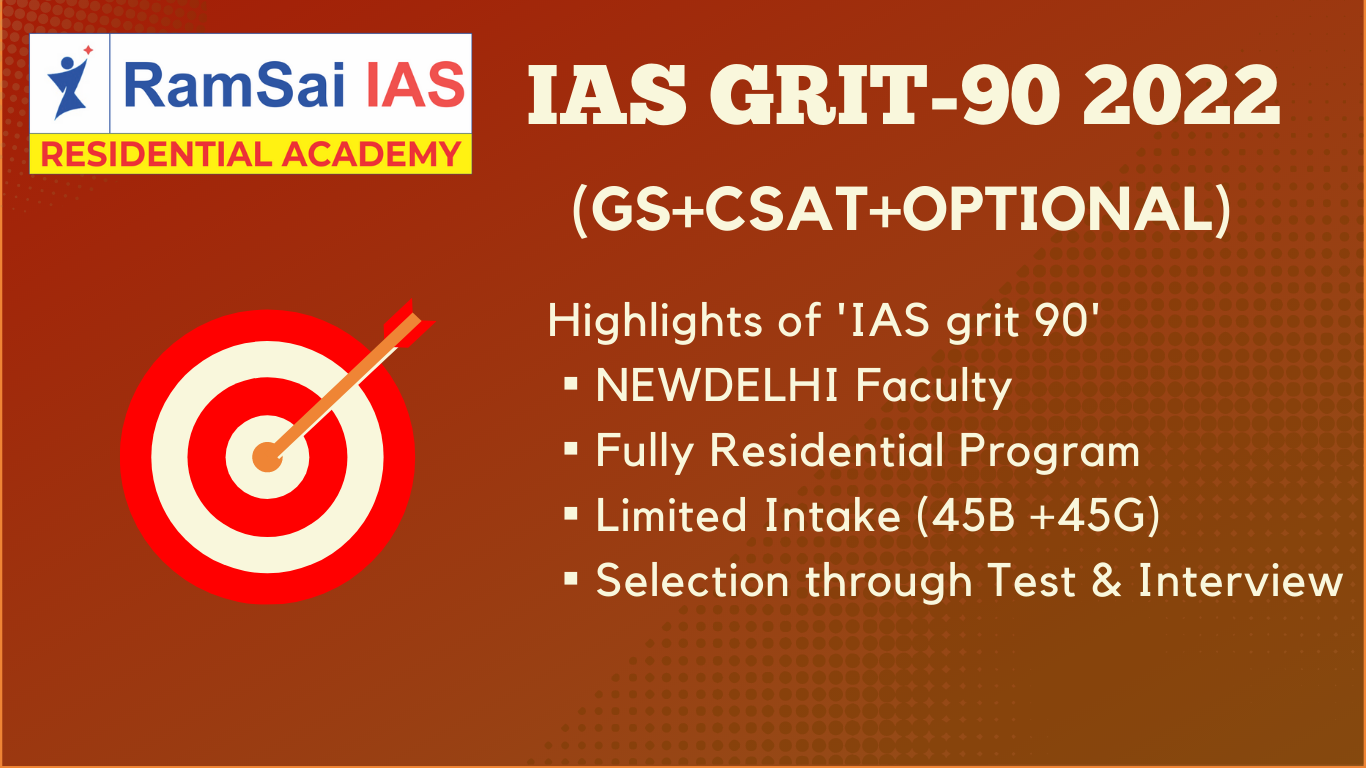 RamSai IAS
RESIDENTIAL ACADEMY
IAS GRIT-90 2022
(GS+CSAT+OPTIONAL)
Highlights of 'IAS grit 90'
▪ NEWDELHI Faculty
▪ Fully Residential Program
▪ Limited Intake (45B +45G)
▪ Selection through Test & Interview